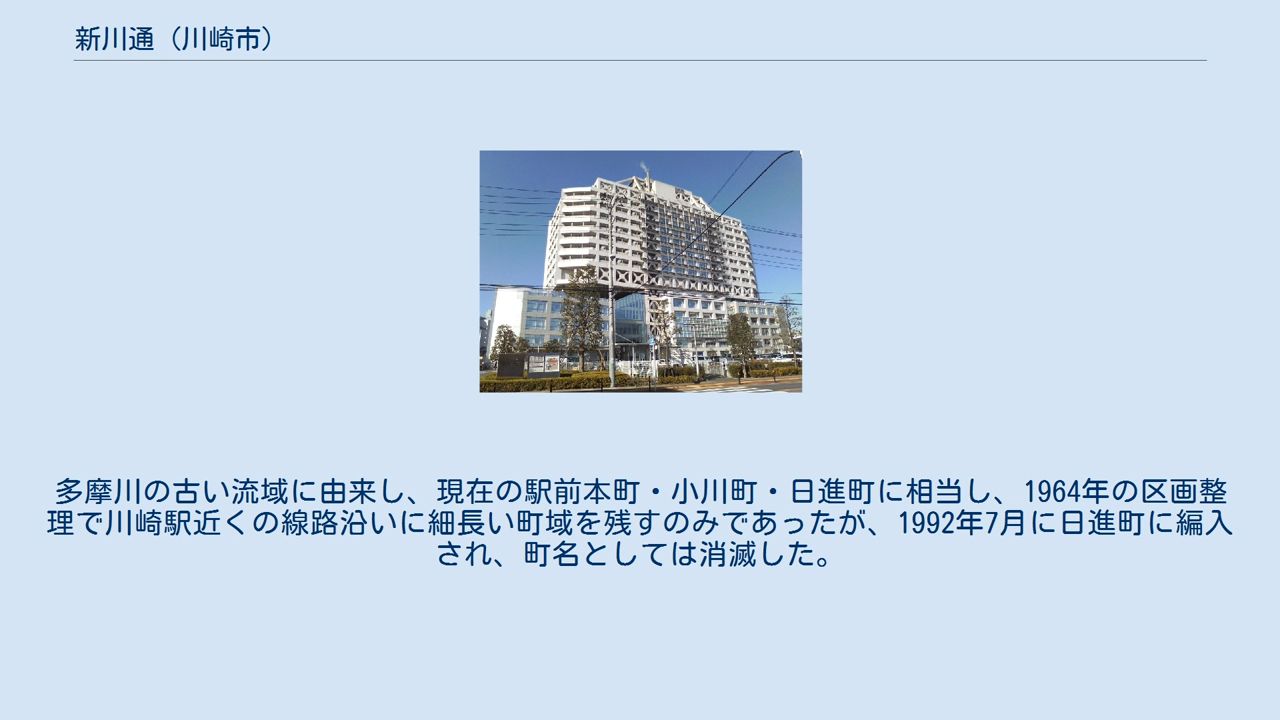 新川通（川崎市）
多摩川の古い流域に由来し、現在の駅前本町・小川町・日進町に相当し、1964年の区画整
理で川崎駅近くの線路沿いに細長い町域を残すのみであったが、1992年7月に日進町に編入
され、町名としては消滅した。